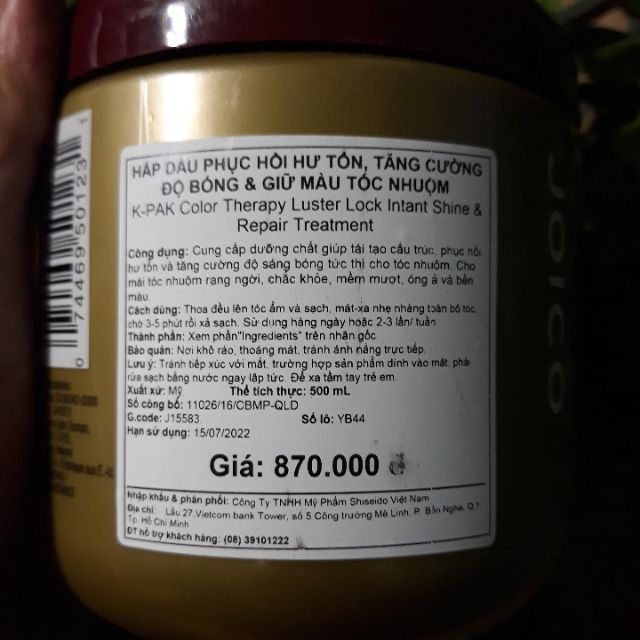 HẤP DẦU PHỤC HỒI HƯ TỔN, TĂNG CƯỜNG
ĐỘ BÓNG & GIỮ MÀU TÓC NHUỘM
K-PAK Color Therapy Luster Lock Intant Shine &
Repair Treatment
Công dụng: Cung cấp dưỡng chất giúp tái tạo cấu trúc, phục hồi
hư tổn và tăng cường độ sáng bóng tức thì cho tóc nhuộm. Cho
mái tóc nhuộm rạng ngời, chắc khỏe, mềm mượt, óng ả và bền
màu.
Cách dùng: Thoa đều lên tóc ẩm và sạch, mát-xa nhẹ nhàng toàn bộ tóc,
chờ 3-5 phút rồi xả sạch. Sử dụng hàng ngày hoặc 2-3 lần/ tuần
Thành phần: Xem phần"Ingredients" trên nhãn gốc
Bảo quản: Nơi khô ráo, thoáng mát, tránh ánh nắng trực tiếp.
Lưu ý: Tránh tiếp xúc với mắt, trường hợp sản phẩm dính vào mắt, phải
rửa sạch bằng nước ngay lập tức. Để xa tầm tay trẻ em.
Xuất xứ: Mỹ Thể tích thực: 500 mL
Số công bố: 11026/16/CBMP-QLD
G.code: J15583 Số lô: YB44
Hạn sử dụng: 15/07/2022
Giá: 870.000 đ
Nhập khẩu & phân phối: Công Ty TNHH Mỹ Phẩm Shiseido Việt Nam
Địa chỉ: Lầu 27,Vietcom bank Tower, số 5 Công trường Mê Linh, P. Bến Nghé, Q.1
Tp. Hồ Chí Minh
ĐT hỗ trợ khách hàng: (08) 39101222
0 74469 50123 1
JOICO